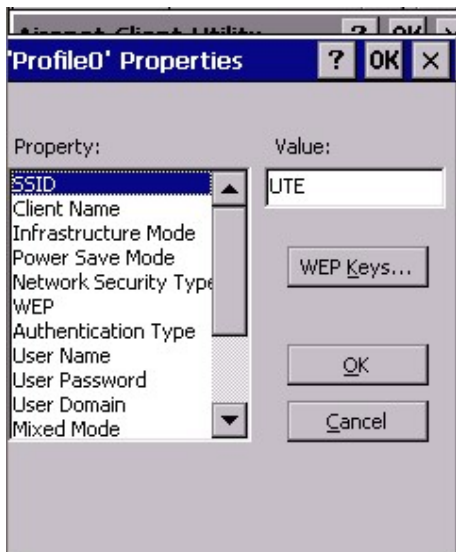 'Profile0' Properties
? OK ×
Property:
Value:
SSID
UTE
Client Name
Infrastructure Mode
Power Save Mode
Network Security Type
WEP
Authentication Type
User Name
User Password
User Domain
Mixed Mode
WEP Keys...
OK
Cancel